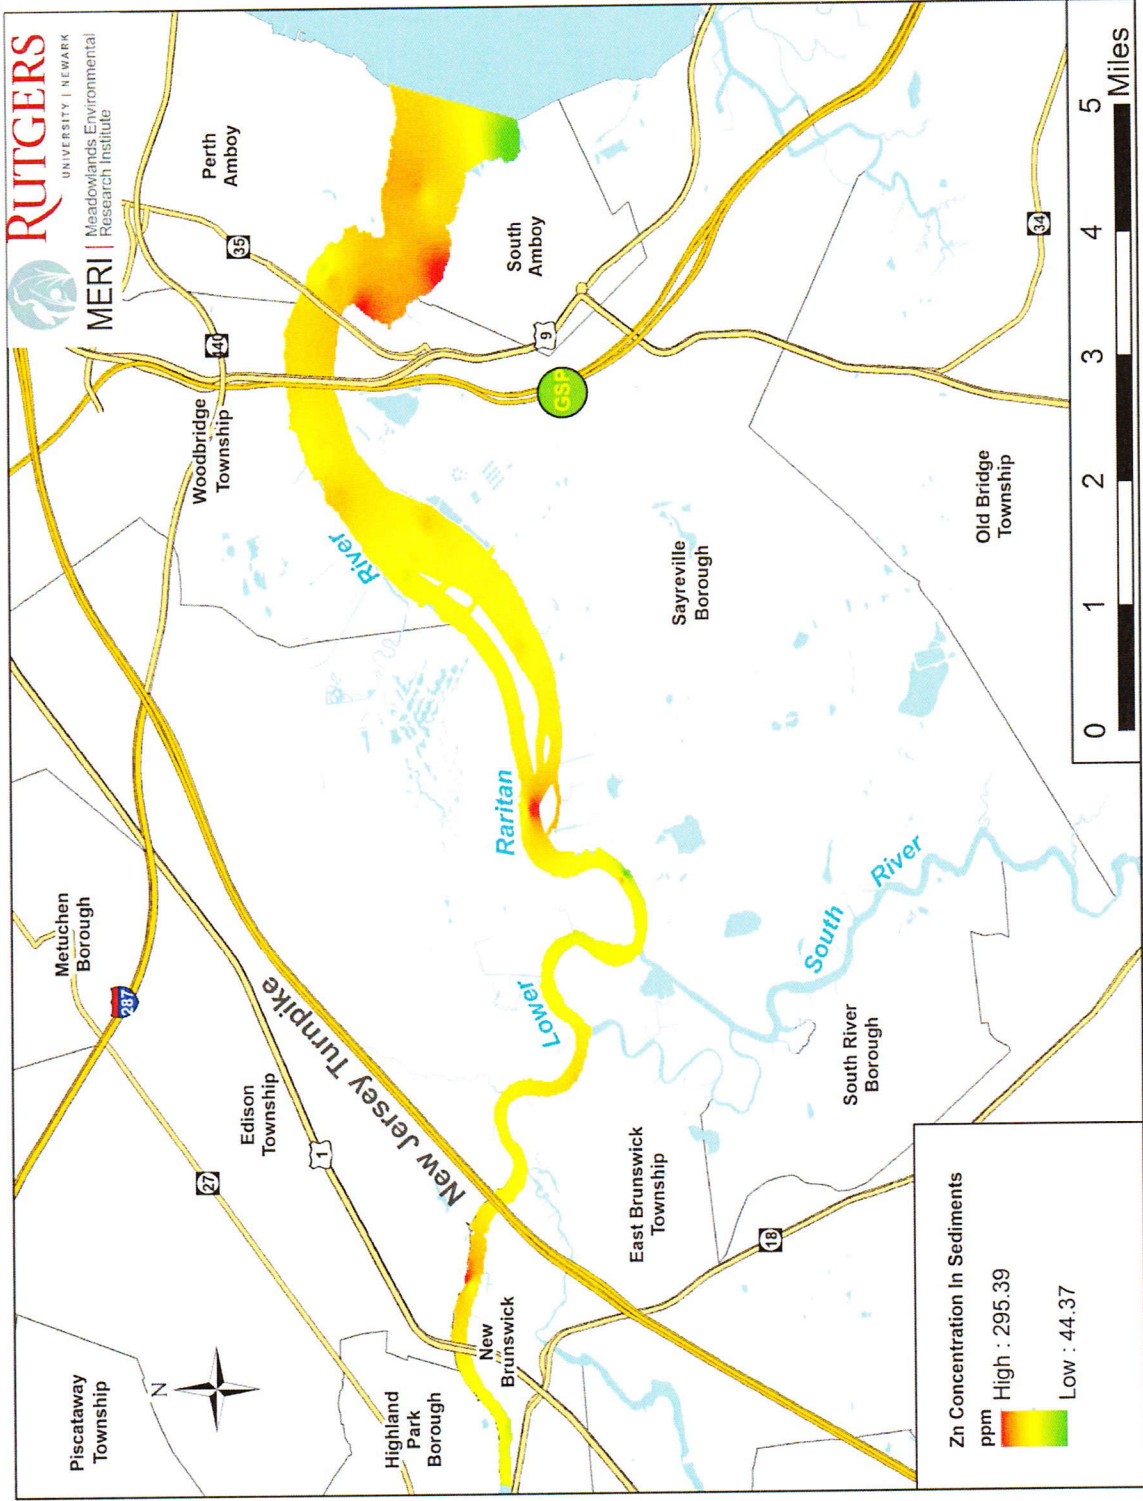 RUTGERS
UNIVERSITY | NEWARK
MERI
Meadowlands Environmental
Research Institute
Piscataway
Township
N
Highland
Park
Borough
New
Brunswick
27
Edison
Township
1
287
Metuchen
Borough
New Jersey Turnpike
Woodbridge
Township
440
35
Perth
Amboy
South
Amboy
9
GSP
Lower
Raritan
River
Sayreville
Borough
East Brunswick
Township
18
South River
Borough
South
River
Old Bridge
Township
34
Zn Concentration In Sediments
ppm
High : 295.39
Low : 44.37
0 1 2 3 4 5
Miles